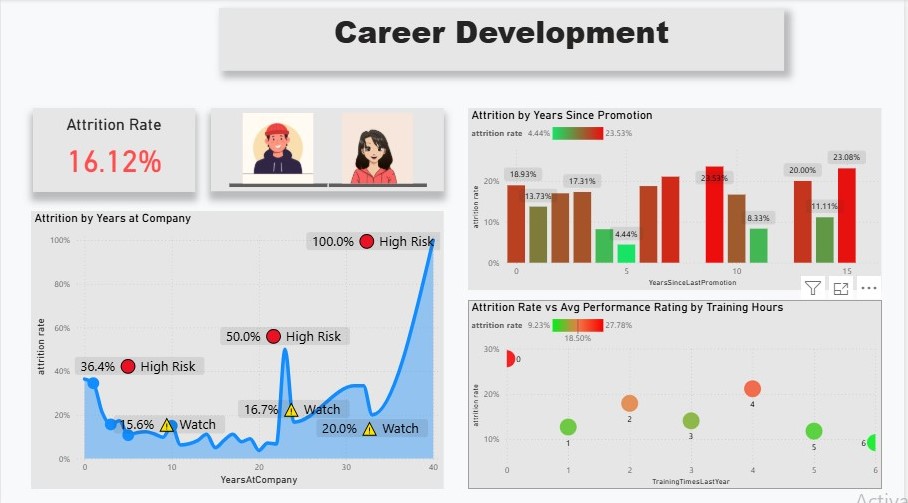 Career Development
Attrition Rate
16.12%
Attrition by Years at Company
100%
80%
60%
40%
20%
0%
attrition rate
36.4% High Risk
15.6% Watch
50.0% High Risk
16.7% Watch
100.0% High Risk
20.0% Watch
0 10 20 30 40
YearsAtCompany
Attrition by Years Since Promotion
attrition rate 4.44% 23.53%
20%
10%
0%
attrition rate
18.93%
13.73%
17.31%
4.44%
23.53%
8.33%
20.00%
11.11%
23.08%
0 5 10 15
YearsSinceLastPromotion
Attrition Rate vs Avg Performance Rating by Training Hours
attrition rate 9.23% 27.78%
18.50%
30%
20%
10%
attrition rate
0
1
2
3
4
5
6
0 1 2 3 4 5 6
TrainingTimesLastYear